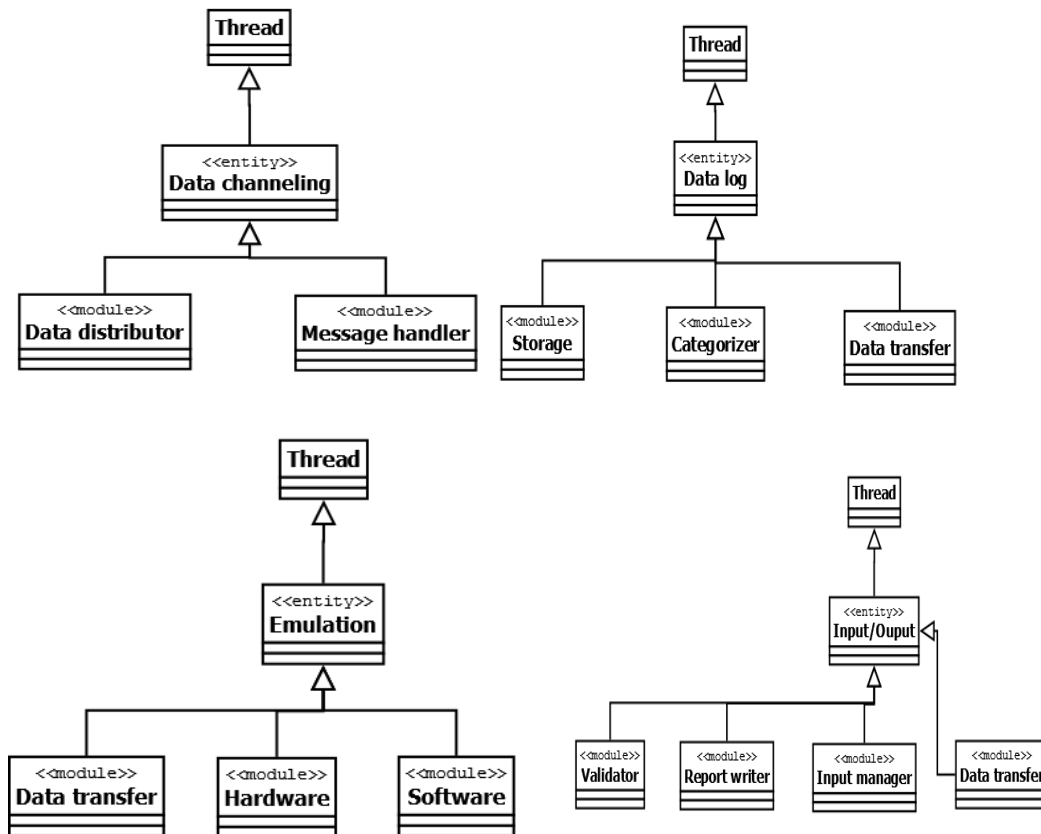 Thread
<<entity>>
Data channeling
<<module>>
Data distributor
<<module>>
Message handler
Thread
<<entity>>
Data log
<<module>>
Storage
<<module>>
Categorizer
<<module>>
Data transfer
Thread
<<entity>>
Emulation
<<module>>
Data transfer
<<module>>
Hardware
<<module>>
Software
Thread
<<entity>>
Input/Ouput
<<module>>
Validator
<<module>>
Report writer
<<module>>
Input manager
<<module>>
Data transfer